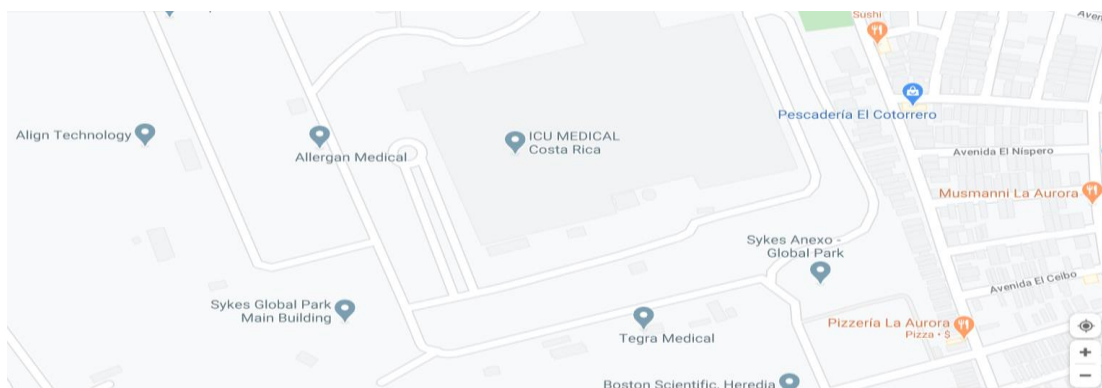 Sushi
Pescadería El Cotorrero
Align Technology
ICU MEDICAL
Costa Rica
Allergan Medical
Avenida El Níspero
Musmanni La Aurora
Sykes Anexo -
Global Park
Avenida El Ceibo
Sykes Global Park
Main Building
Pizzería La Aurora
Pizza • $
Tegra Medical
Boston Scientific, Heredia